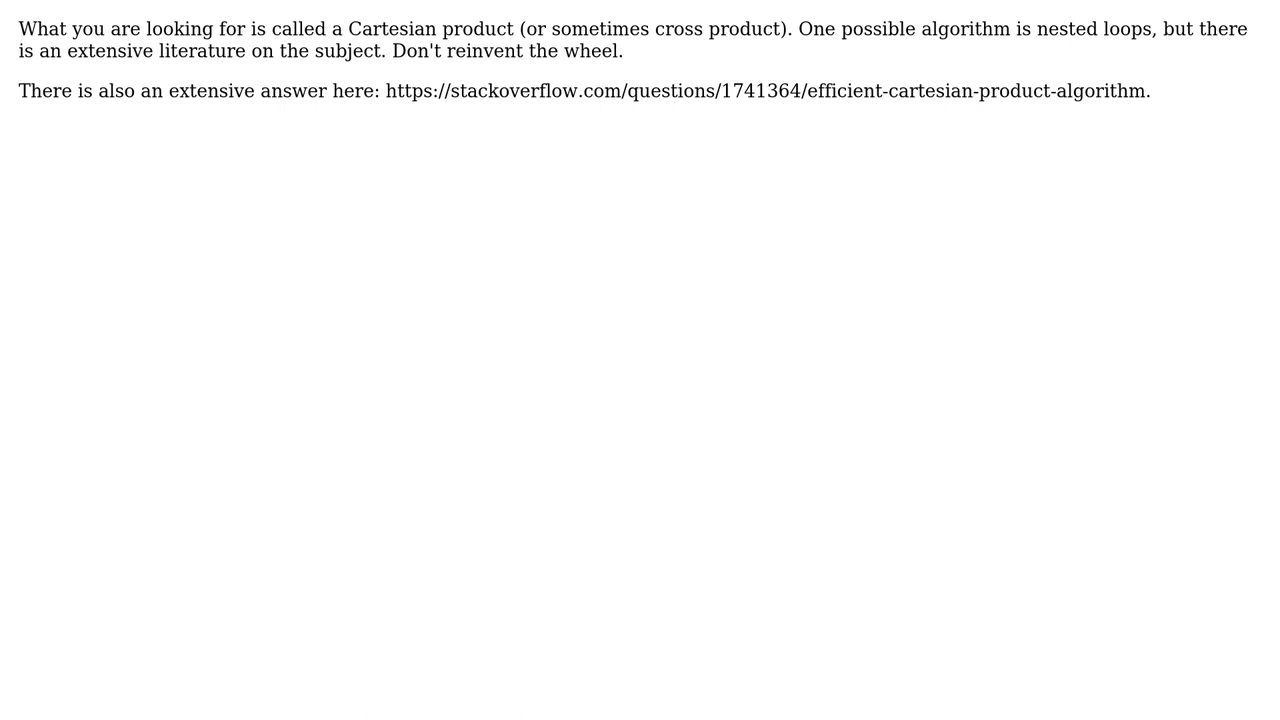 What you are looking for is called a Cartesian product (or sometimes cross product). One possible algorithm is nested loops, but there
is an extensive literature on the subject. Don't reinvent the wheel.
There is also an extensive answer here: https://stackoverflow.com/questions/1741364/efficient-cartesian-product-algorithm.